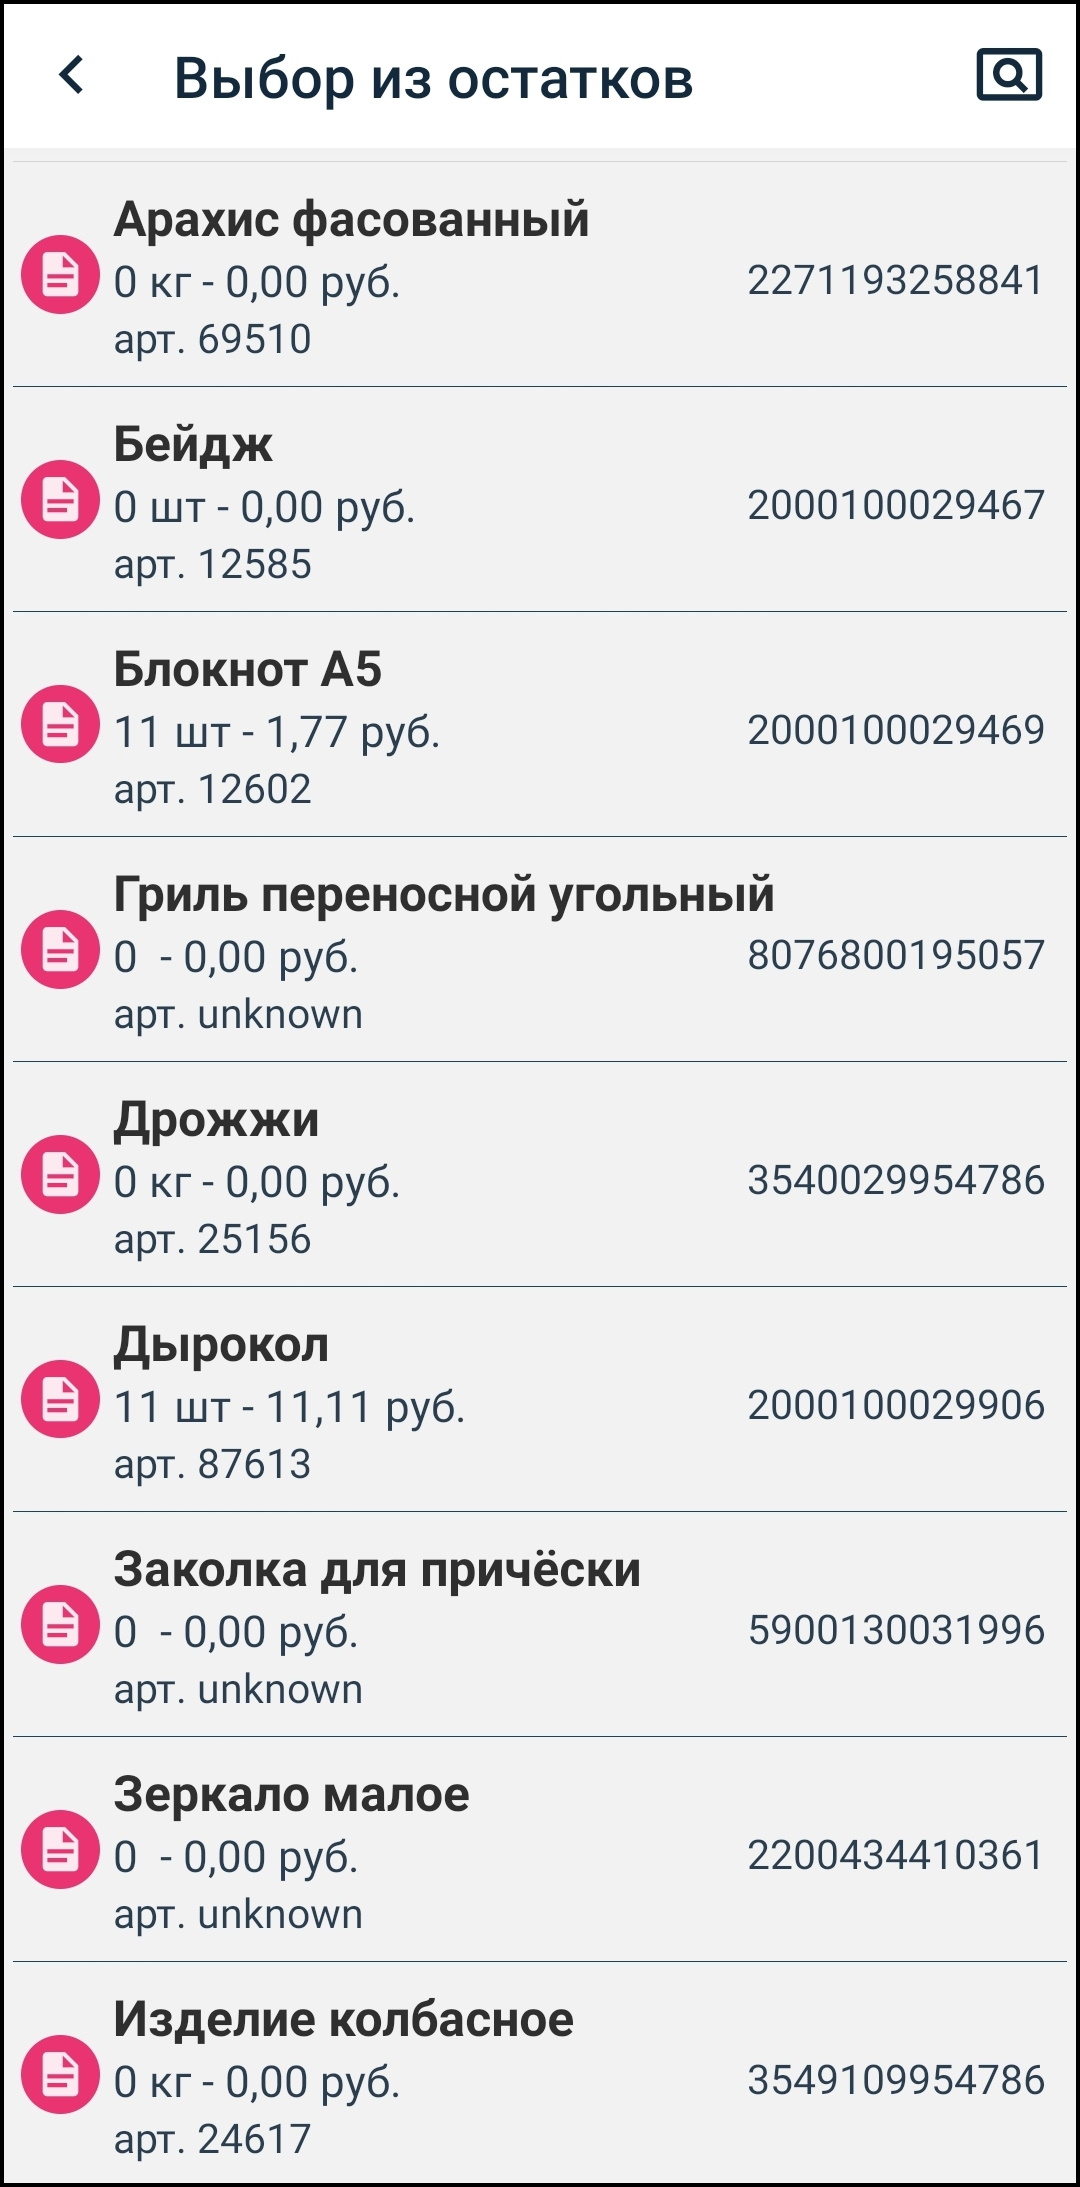 Выбор из остатков
Арахис фасованный
0 кг - 0,00 руб.
2271193258841
арт. 69510
Бейдж
0 шт - 0,00 руб.
2000100029467
арт. 12585
Блокнот А5
11 шт - 1,77 руб.
2000100029469
арт. 12602
Гриль переносной угольный
0  - 0,00 руб.
8076800195057
арт. unknown
Дрожжи
0 кг - 0,00 руб.
3540029954786
арт. 25156
Дырокол
11 шт - 11,11 руб.
2000100029906
арт. 87613
Заколка для причёски
0  - 0,00 руб.
5900130031996
арт. unknown
Зеркало малое
0  - 0,00 руб.
2200434410361
арт. unknown
Изделие колбасное
0 кг - 0,00 руб.
3549109954786
арт. 24617